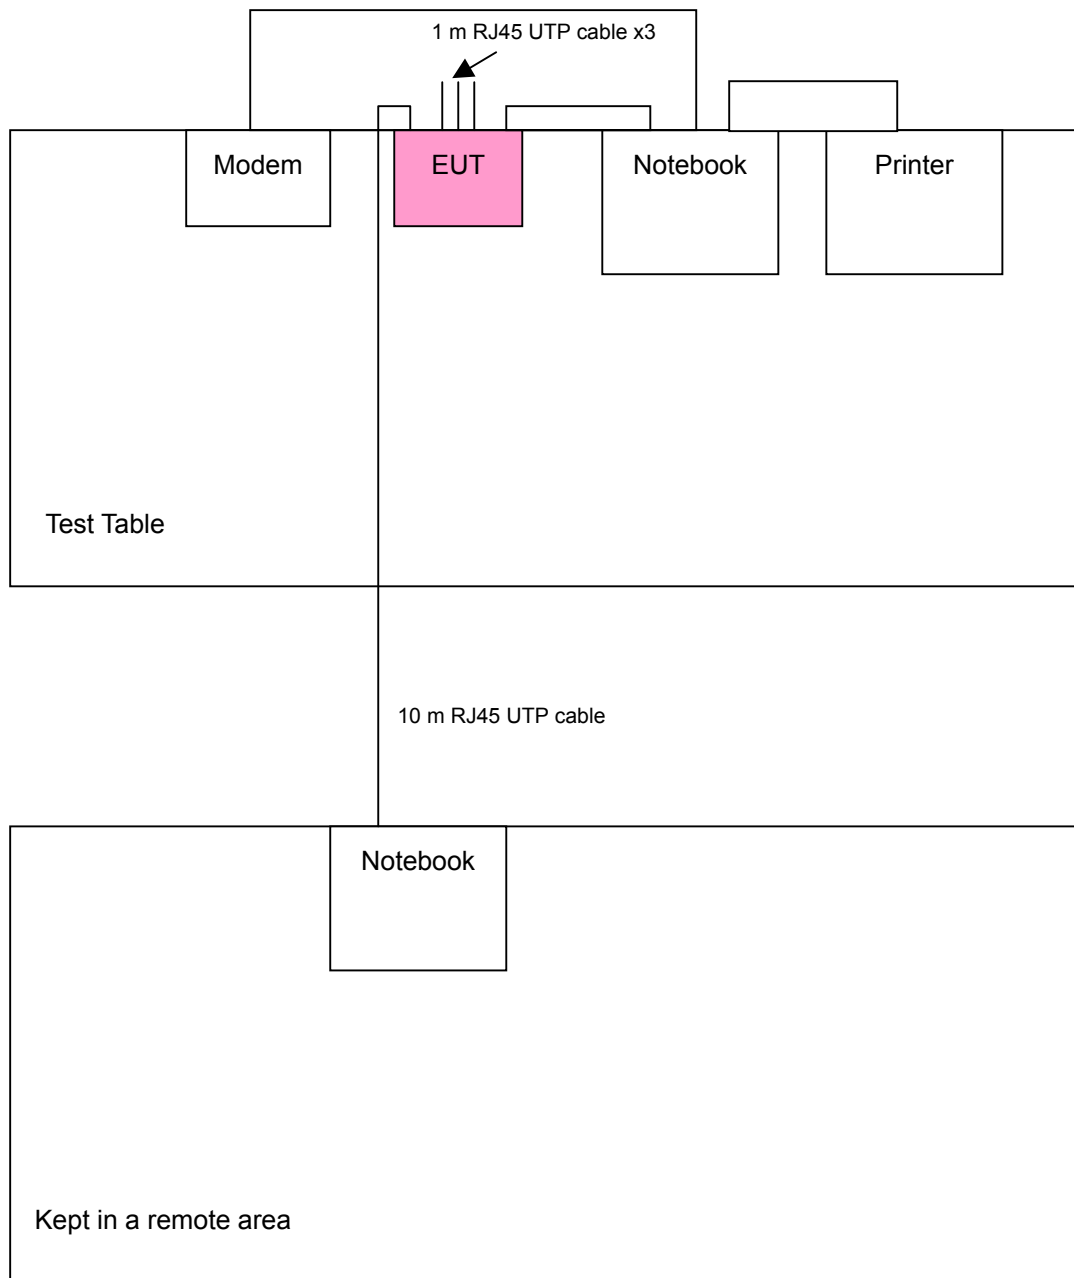 1 m RJ45 UTP cable x3
Modem
EUT
Notebook
Printer
Test Table
10 m RJ45 UTP cable
Notebook
Kept in a remote area